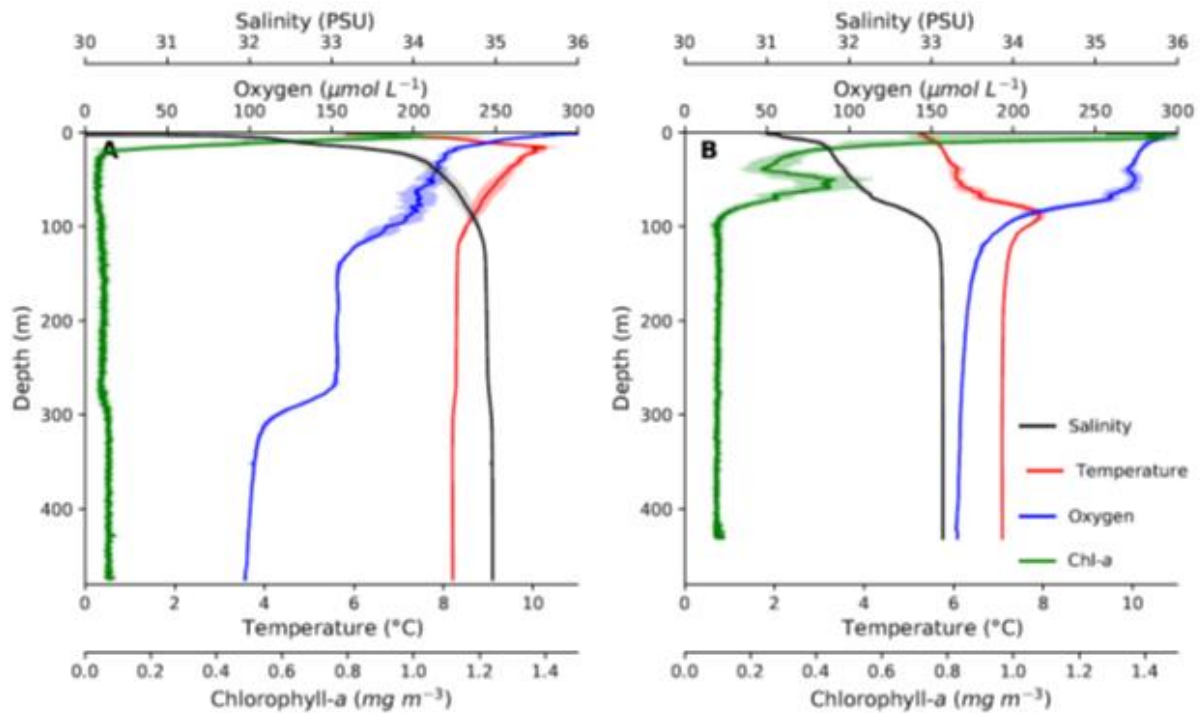 Salinity (PSU)
30 31 32 33 34 35 36
Oxygen (μmol L⁻¹)
0 50 100 150 200 250 300
A
Depth (m)
0
100
200
300
400
0.0 2 4 6 8 10
Temperature (°C)
0.0 0.2 0.4 0.6 0.8 1.0 1.2 1.4
Chlorophyll-a (mg m⁻³)
Salinity (PSU)
30 31 32 33 34 35 36
Oxygen (μmol L⁻¹)
0 50 100 150 200 250 300
B
Depth (m)
0
100
200
300
400
Salinity
Temperature
Oxygen
Chl-a
0 2 4 6 8 10
Temperature (°C)
0.0 0.2 0.4 0.6 0.8 1.0 1.2 1.4
Chlorophyll-a (mg m⁻³)